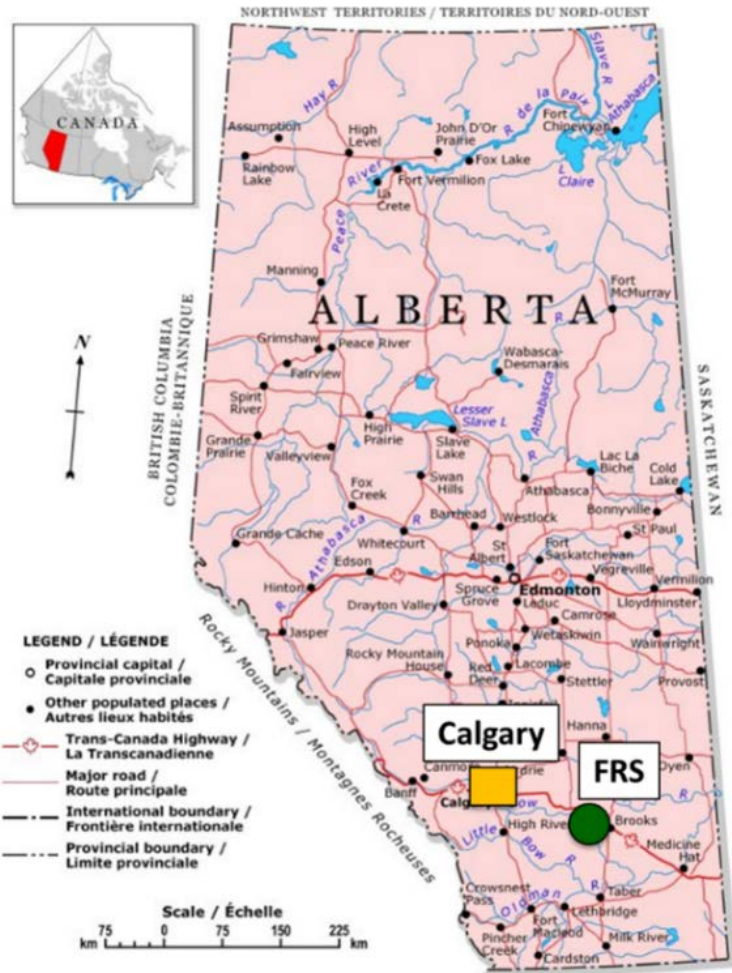 NORTHWEST TERRITORIES / TERRITOIRES DU NORD-OUEST
CANADA
Slave R
Hay R
R de la Paix
L Athabasca
Fort
Chipewyan
Assumption
High
Level
John D'Or
Prairie
Rainbow
Lake
River
Fox Lake
Fort Vermilion
L
Claire
La
Crete
Peace
Manning
Fort
McMurray
ALBERTA
R
N
BRITISH COLUMBIA
COLOMBIE-BRITANNIQUE
SASKATCHEWAN
Grimshaw
Peace River
Fairview
Wabasca-
Desmarais
Spirit
River
Athabasca
R
Lesser
Slave L
High
Prairie
Slave
Lake
Grande
Prairie
Valleyview
Lac La
Biche
Cold
Lake
Swan
Hills
Athabasca
Fox
Creek
Bonnyville
Barrhead
Westlock
St Paul
Athabasca
R
R
Whitecourt
Grande Cache
St
Albert
Fort
Saskatchewan
Edson
Vegreville
Vermilion
Hinton
Spruce
Grove
Edmonton
Lloydminster
Drayton Valley
Leduc
Camrose
Jasper
Wetaskiwin
Ponoka
Wainwright
Rocky Mountain
House
Lacombe
Red
Deer
Stettler
Provost
Rocky Mountains / Montagnes Rocheuses
LEGEND / LÉGENDE
Provincial capital /
Capitale provinciale
Other populated places /
Autres lieux habités
Trans-Canada Highway /
La Transcanadienne
Major road /
Route principale
International boundary /
Frontière internationale
Provincial boundary /
Limite provinciale
Hanna
Calgary
FRS
Banff
R
Little
Bow
R
High River
Brooks
Medicine
Hat
Crowsnest
Pass
Oldman
R
Taber
Fort
Macleod
Lethbridge
Pincher
Creek
Milk River
Cardston
Scale / Échelle
75 0 75 150 225
km km